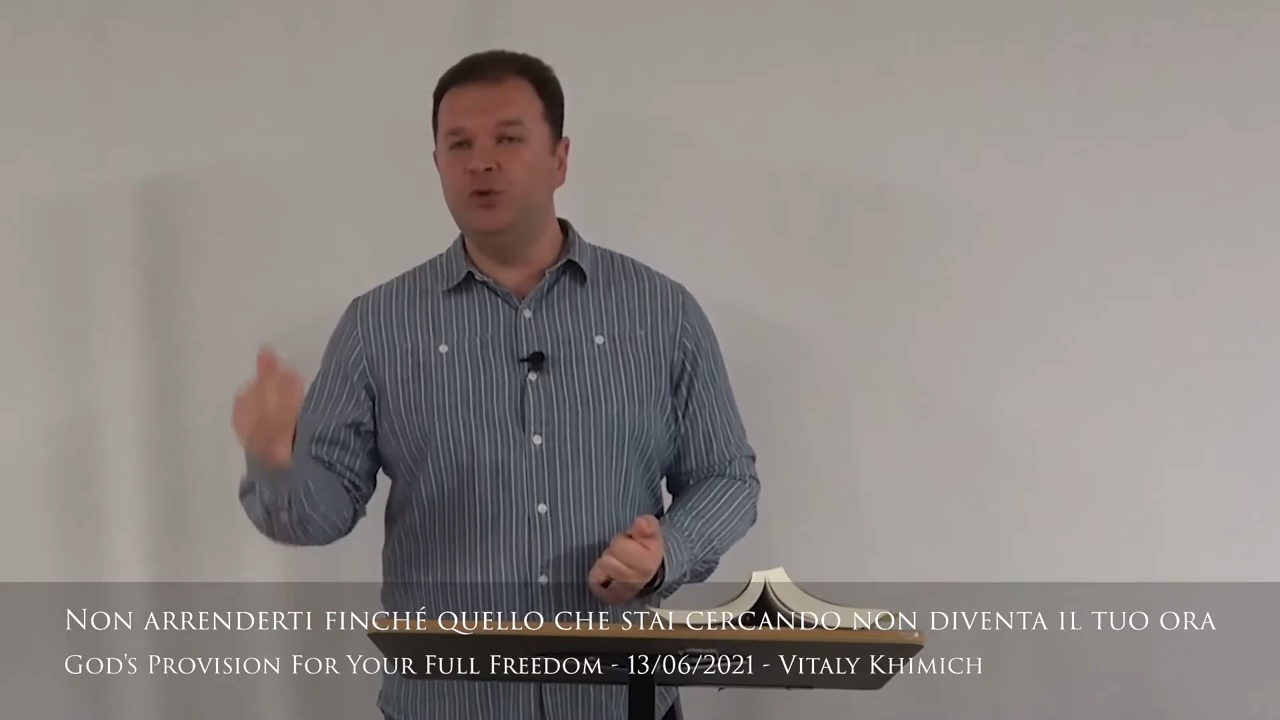 Non arrenderti finché quello che stai cercando non diventa il tuo ora
God's Provision For Your Full Freedom - 13/06/2021 - Vitaly Khimich